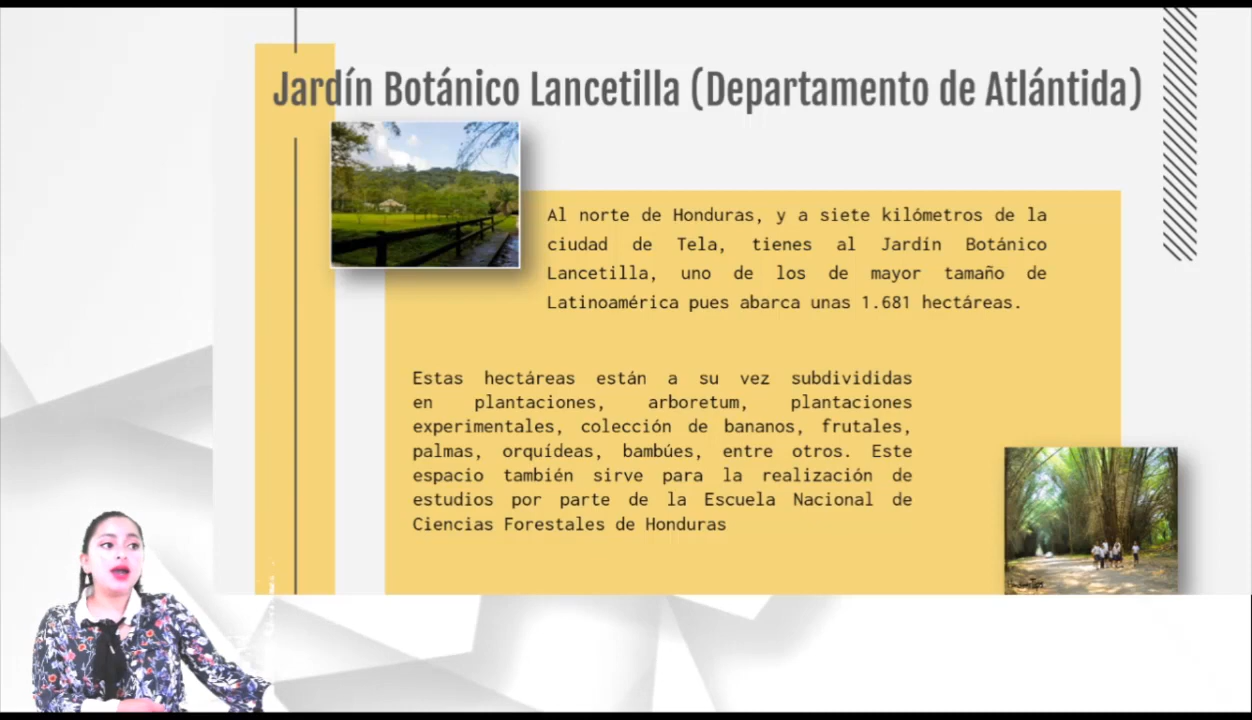 Jardín Botánico Lancetilla (Departamento de Atlántida)
Al norte de Honduras, y a siete kilómetros de la
ciudad de Tela, tienes al Jardín Botánico
Lancetilla, uno de los de mayor tamaño de
Latinoamérica pues abarca unas 1.681 hectáreas.
Estas hectáreas están a su vez subdivididas
en plantaciones, arboretum, plantaciones
experimentales, colección de bananos, frutales,
palmas, orquídeas, bambúes, entre otros. Este
espacio también sirve para la realización de
estudios por parte de la Escuela Nacional de
Ciencias Forestales de Honduras